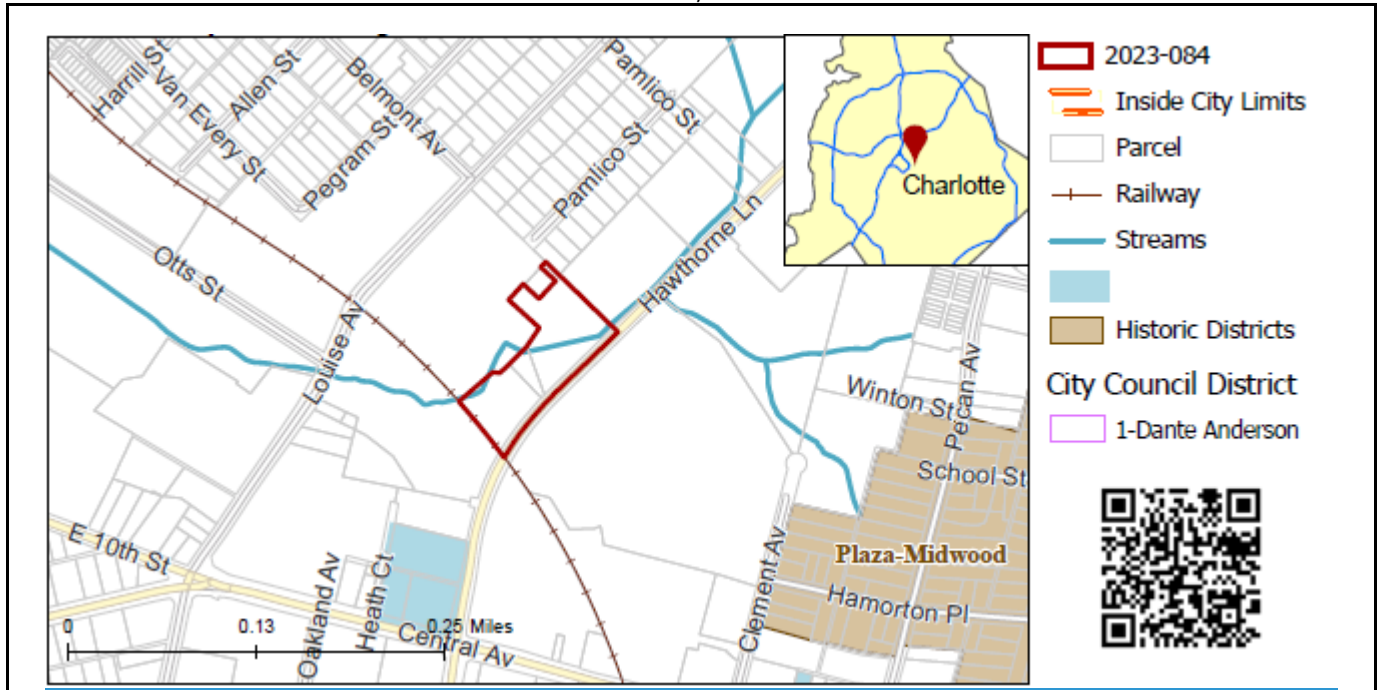 Harrill St
Van Every St
Allen St
Belmont Av
Pegram St
Pamlico St
Pamlico St
Hawthorne Ln
Otts St
Louise Av
Charlotte
Winton St
Pecan Av
School St
Plaza-Midwood
Hamorton Pl
Clement Av
E 10th St
Oakland Av
Heath Ct
Central Av
0 0.13 0.25 Miles
2023-084
Inside City Limits
Parcel
Railway
Streams
Historic Districts
City Council District
1-Dante Anderson